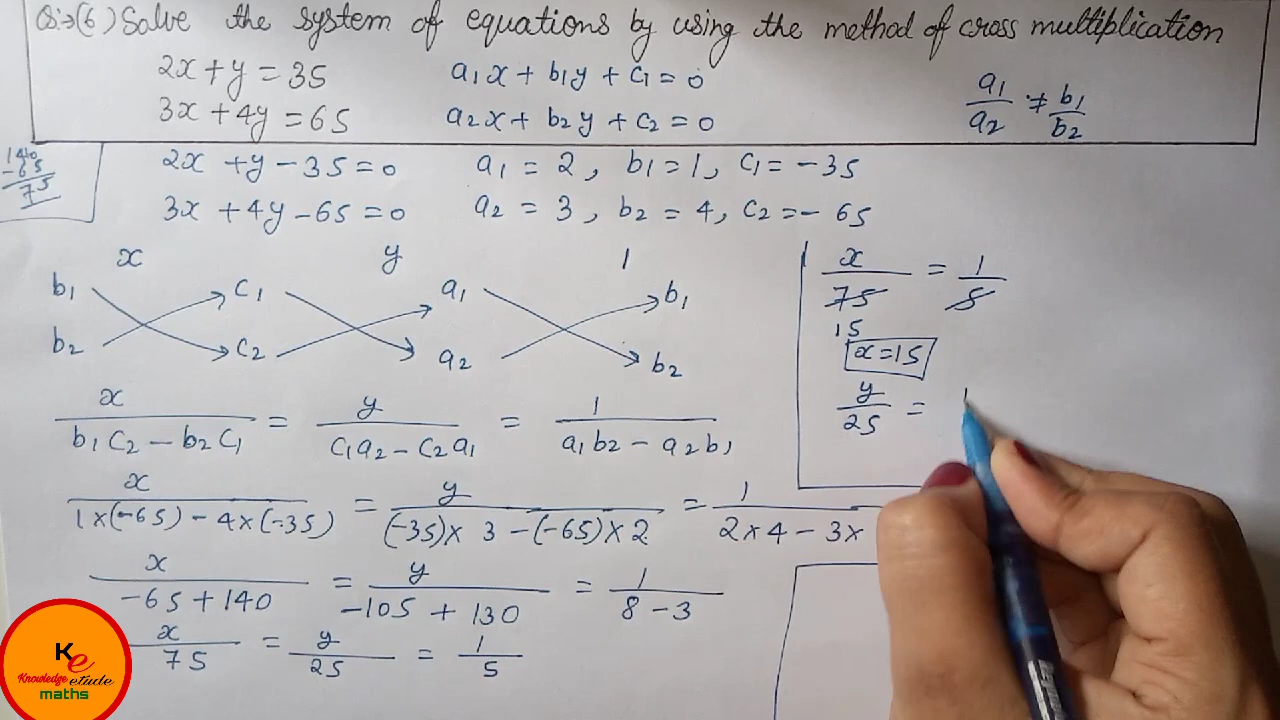 Q:→(6) Solve the system of equations by using the method of cross multiplication
2x + y = 35 a₁x + b₁y + c₁ = 0 a₁/a₂ ≠ b₁/b₂
3x + 4y = 65 a₂x + b₂y + c₂ = 0
140
-65
75
2x + y - 35 = 0 a₁ = 2, b₁ = 1, c₁ = -35
3x + 4y - 65 = 0 a₂ = 3, b₂ = 4, c₂ = -65
x y 1
b₁ c₁ a₁ b₁
b₂ c₂ a₂ b₂
x/(b₁c₂ - b₂c₁) = y/(c₁a₂ - c₂a₁) = 1/(a₁b₂ - a₂b₁)
x/(1×(-65) - 4×(-35)) = y/((-35)×3 - (-65)×2) = 1/(2×4 - 3×
x/(-65 + 140) = y/(-105 + 130) = 1/(8 - 3)
x/75 = y/25 = 1/5
x/75 = 1/5
15
x = 15
y/25 = 1
Ke
Knowledge etude
maths